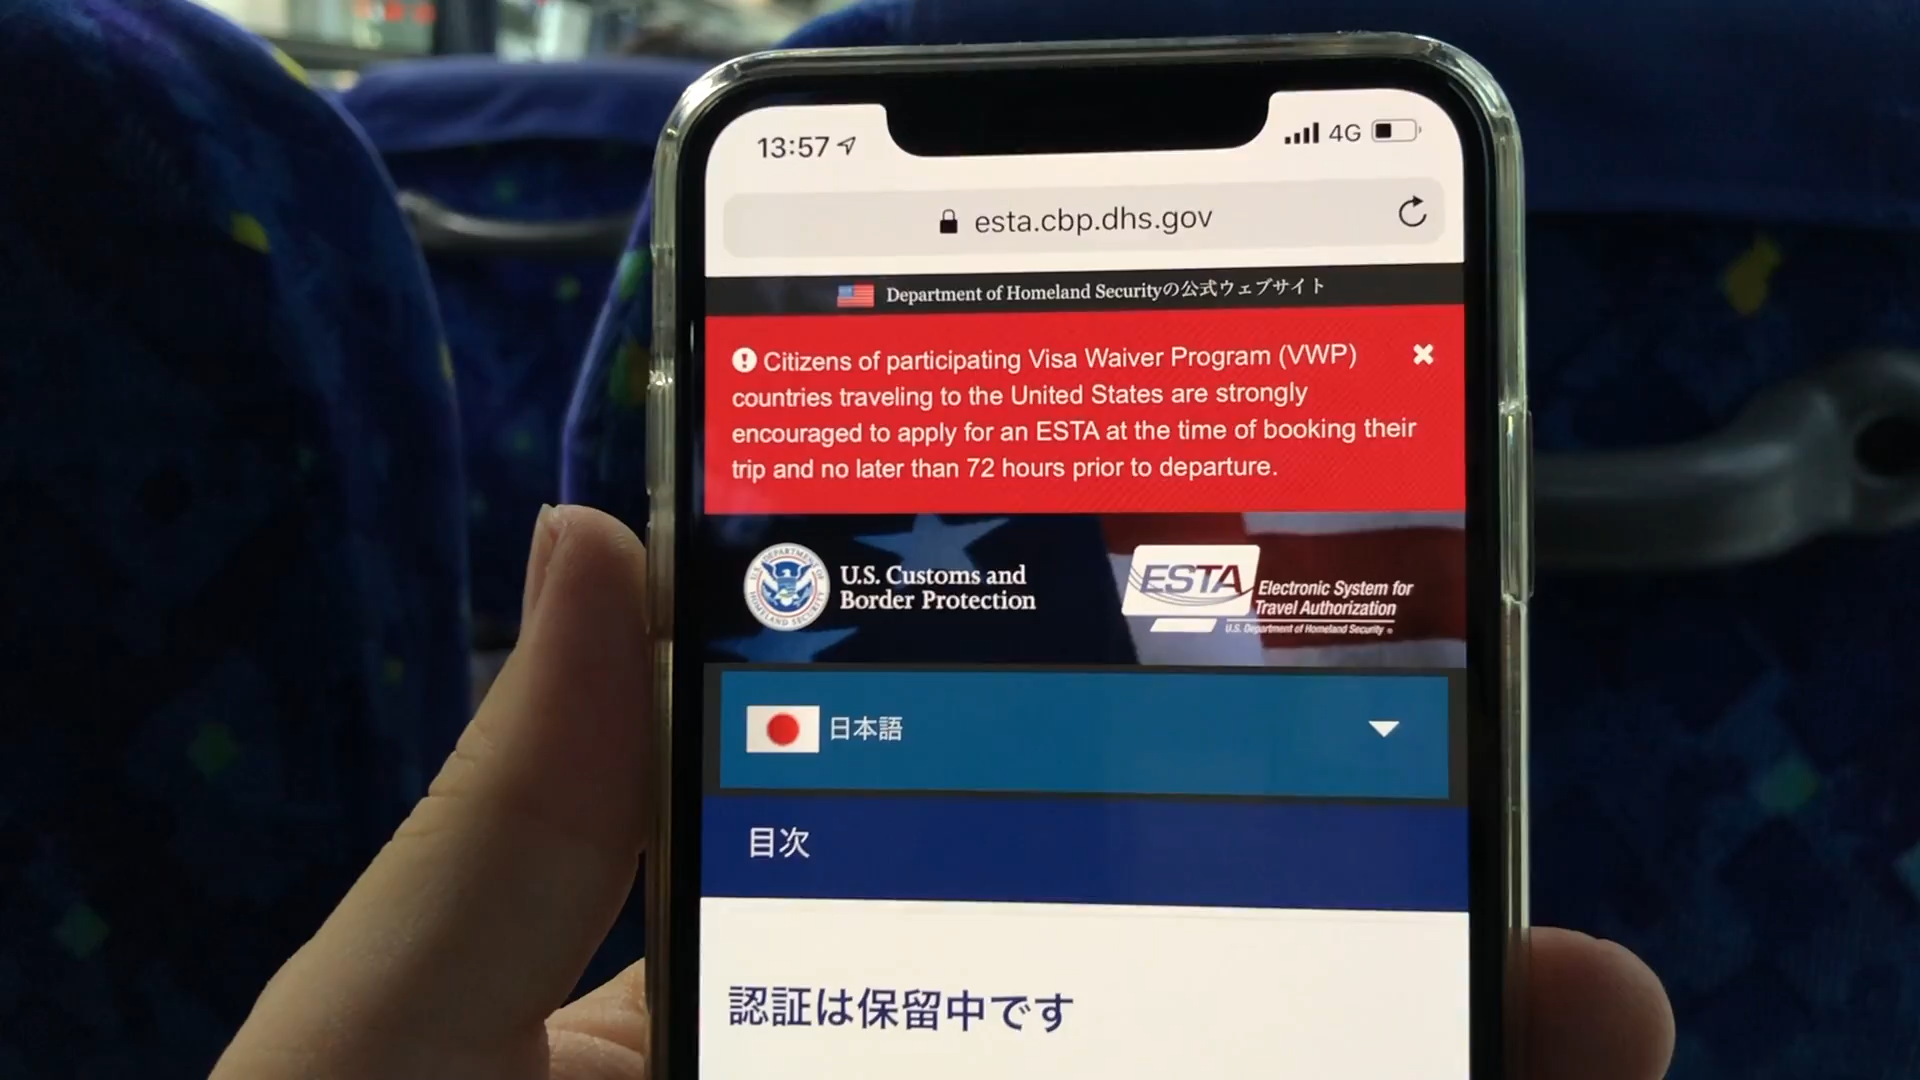 13:57
4G
esta.cbp.dhs.gov
Department of Homeland Securityの公式ウェブサイト
Citizens of participating Visa Waiver Program (VWP)
countries traveling to the United States are strongly
encouraged to apply for an ESTA at the time of booking their
trip and no later than 72 hours prior to departure.
U.S. Customs and
Border Protection
ESTA
Electronic System for
Travel Authorization
U.S. Department of Homeland Security
日本語
目次
認証は保留中です